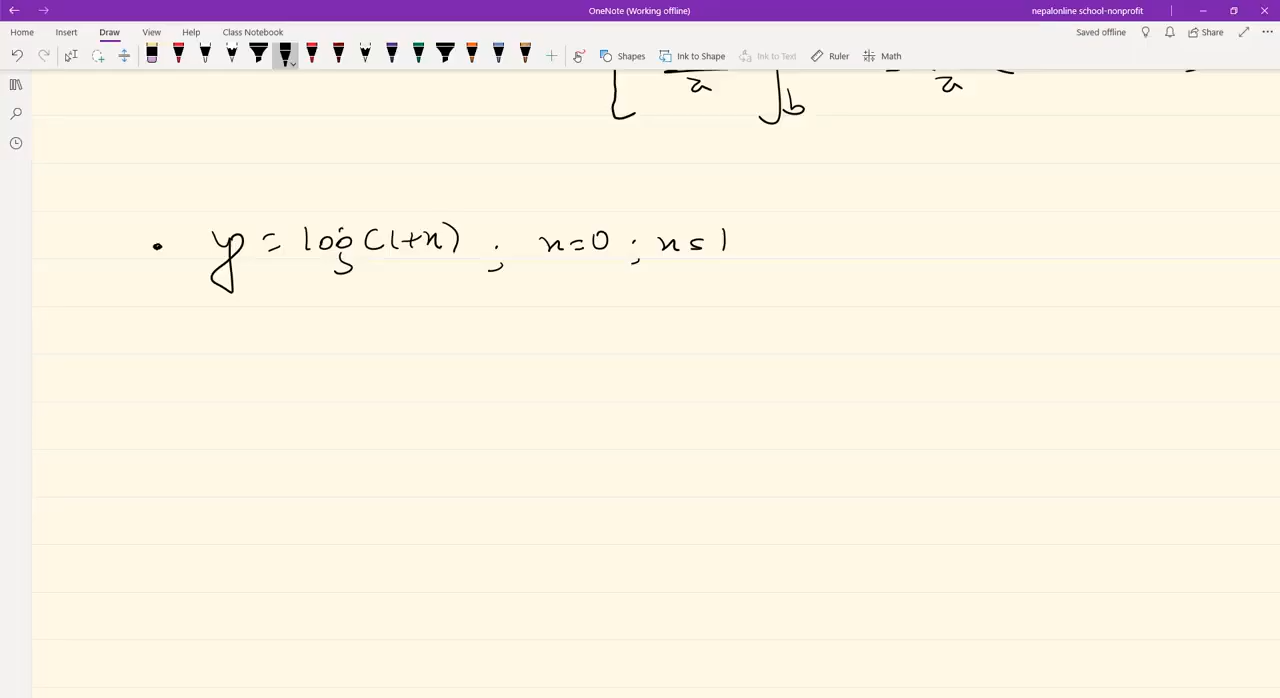 OneNote (Working offline)
nepalonline school-nonprofit
Home Insert Draw View Help Class Notebook
Saved offline Share
Shapes Ink to Shape Ink to Text Ruler Math
a b a
• y = log(1+x) ; x=0 ; x=1